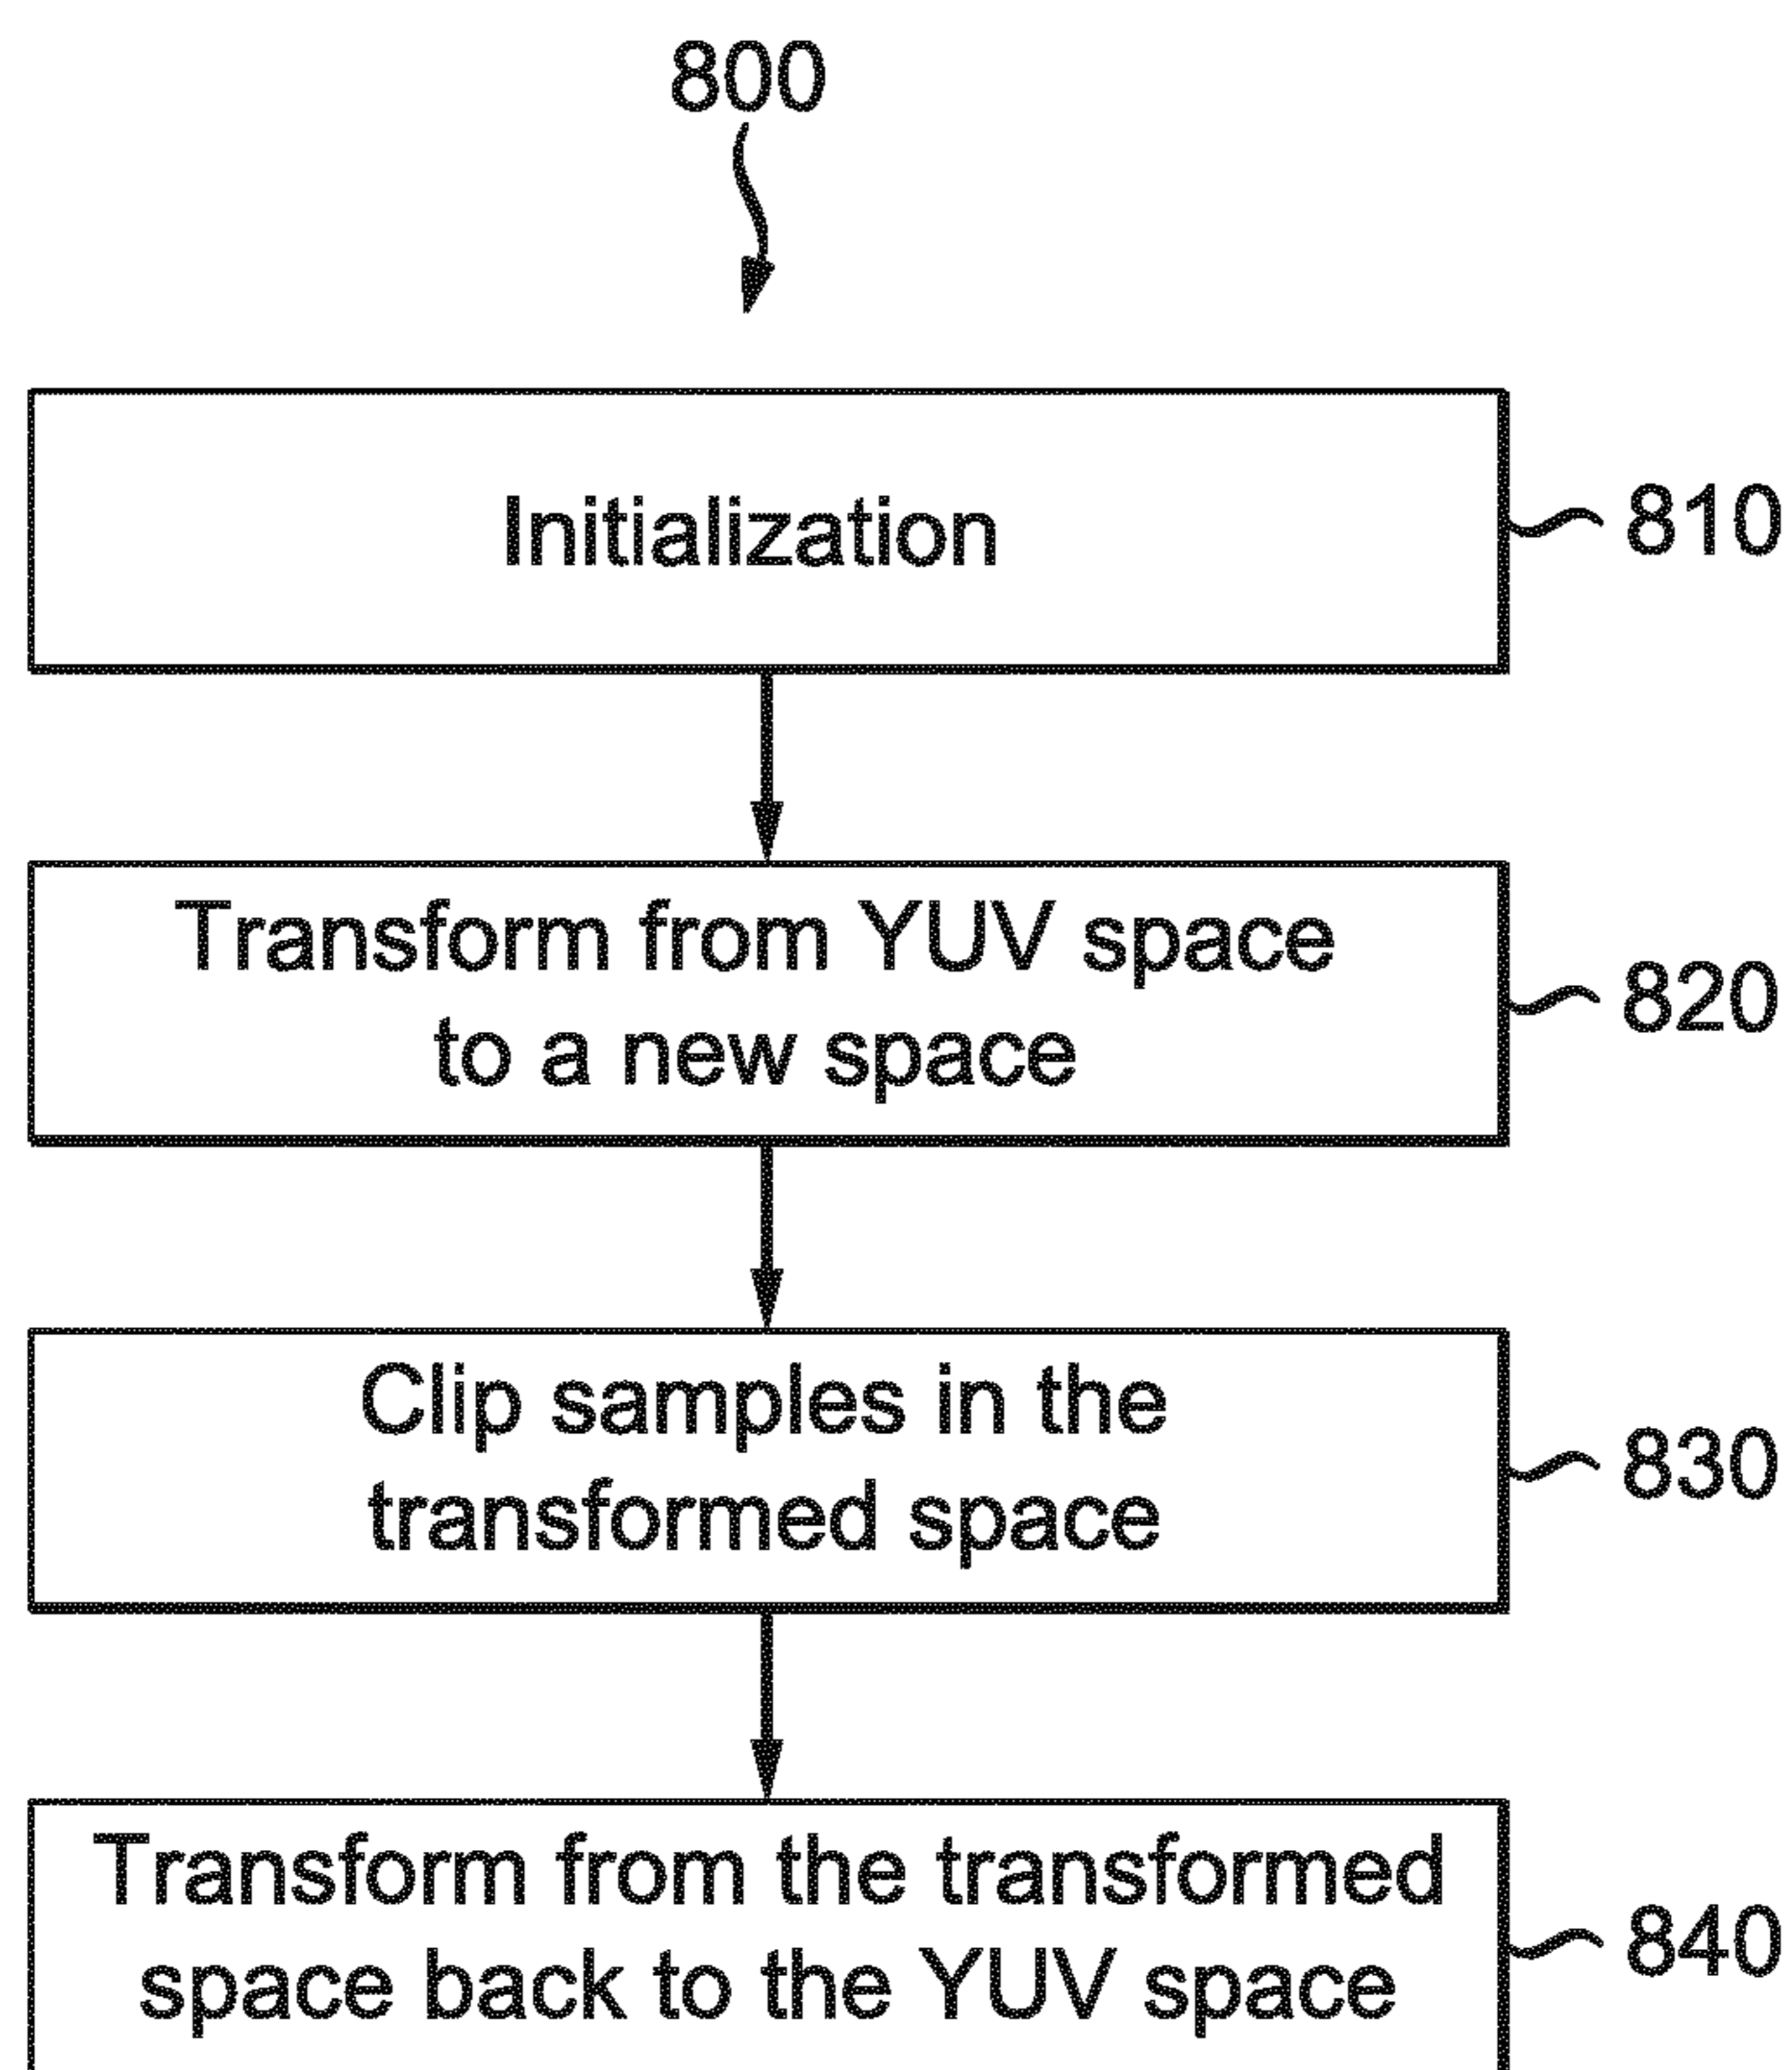 800
Initialization
810
Transform from YUV space
to a new space
820
Clip samples in the
transformed space
830
Transform from the transformed
space back to the YUV space
840